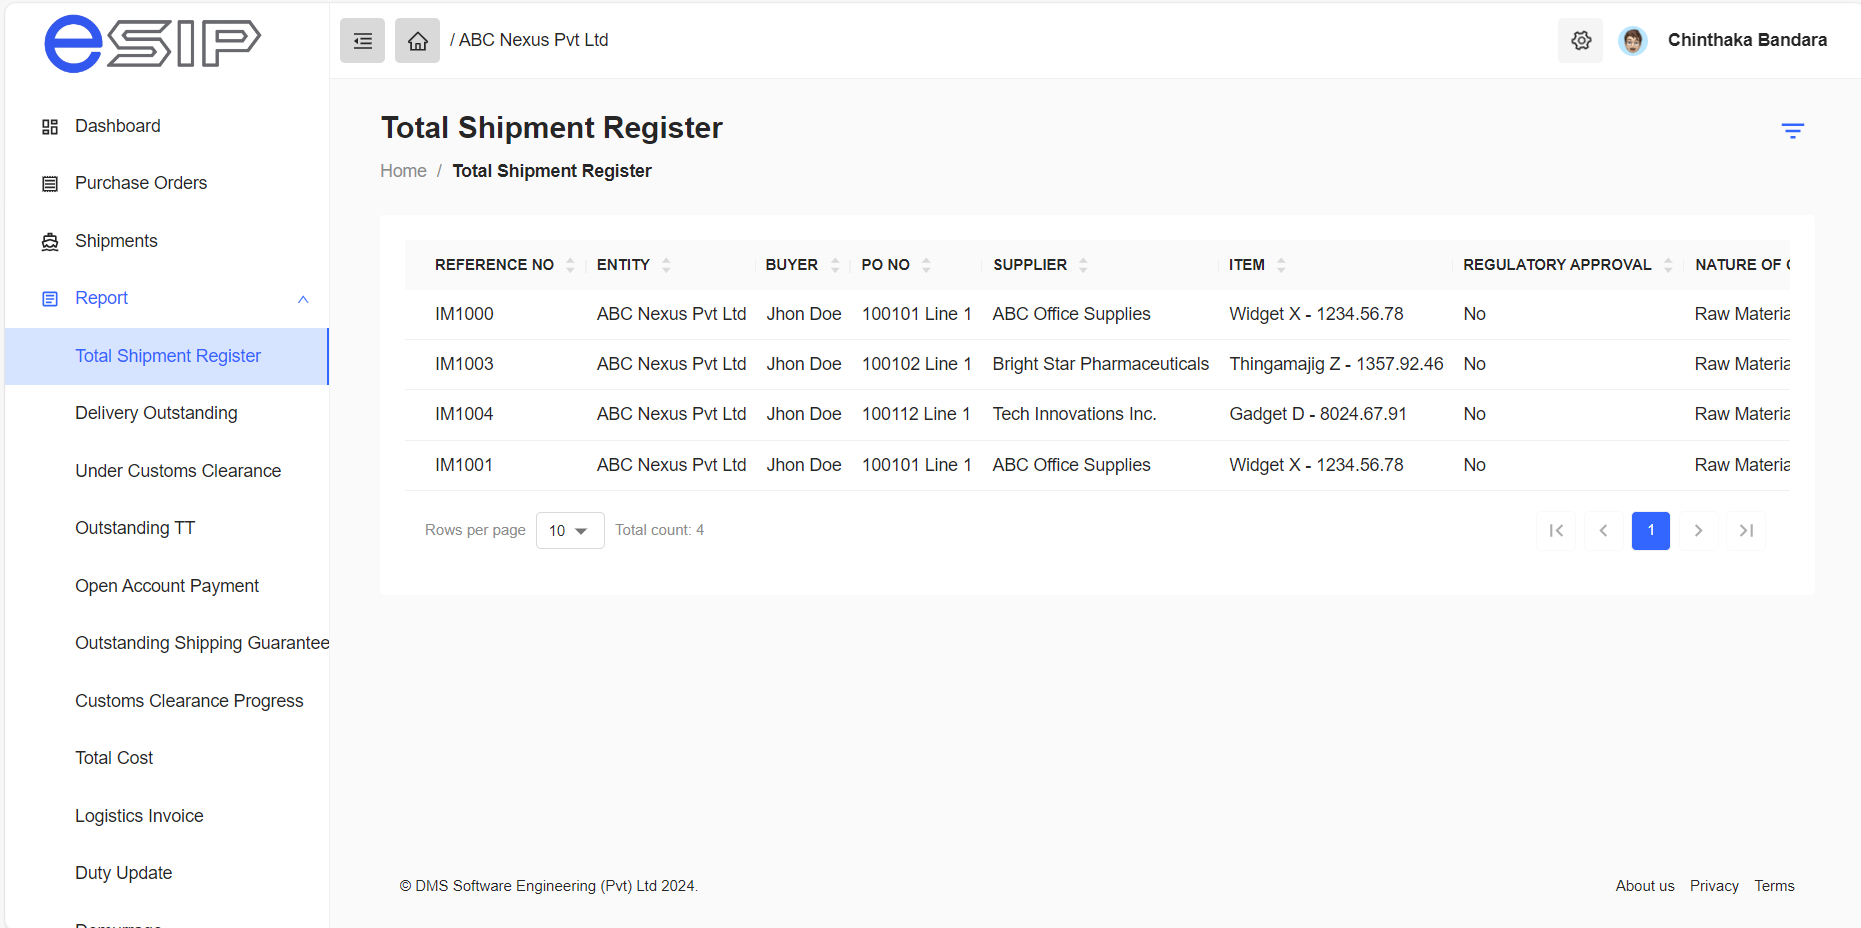 eSIP
/ ABC Nexus Pvt Ltd
Chinthaka Bandara
Dashboard
Purchase Orders
Shipments
Report
Total Shipment Register
Delivery Outstanding
Under Customs Clearance
Outstanding TT
Open Account Payment
Outstanding Shipping Guarantee
Customs Clearance Progress
Total Cost
Logistics Invoice
Duty Update
Total Shipment Register
Home / Total Shipment Register
REFERENCE NO ENTITY BUYER PO NO SUPPLIER ITEM REGULATORY APPROVAL NATURE OF
IM1000 ABC Nexus Pvt Ltd Jhon Doe 100101 Line 1 ABC Office Supplies Widget X - 1234.56.78 No Raw Materia
IM1003 ABC Nexus Pvt Ltd Jhon Doe 100102 Line 1 Bright Star Pharmaceuticals Thingamajig Z - 1357.92.46 No Raw Materia
IM1004 ABC Nexus Pvt Ltd Jhon Doe 100112 Line 1 Tech Innovations Inc. Gadget D - 8024.67.91 No Raw Materia
IM1001 ABC Nexus Pvt Ltd Jhon Doe 100101 Line 1 ABC Office Supplies Widget X - 1234.56.78 No Raw Materia
Rows per page 10 Total count: 4
1
© DMS Software Engineering (Pvt) Ltd 2024.
About us Privacy Terms